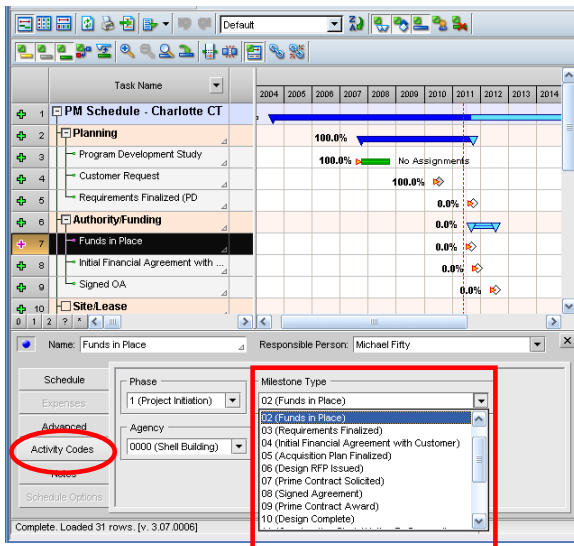 Default
Task Name 2004 2005 2006 2007 2008 2009 2010 2011 2012 2013 2014
1 PM Schedule - Charlotte CT
2 Planning 100.0%
3 Program Development Study 100.0% No Assignments
4 Customer Request 100.0%
5 Requirements Finalized (PD 0.0%
6 Authority/Funding 0.0%
7 Funds in Place 0.0%
8 Initial Financial Agreement with ... 0.0%
9 Signed OA 0.0%
10 Site/Lease
0 1 2 ? *
Name: Funds in Place Responsible Person: Michael Fifty
Schedule
Expenses
Advanced
Activity Codes
Notes
Schedule Options
Phase
1 (Project Initiation)
Agency
0000 (Shell Building)
Milestone Type
02 (Funds in Place)
02 (Funds in Place)
03 (Requirements Finalized)
04 (Initial Financial Agreement with Customer)
05 (Acquisition Plan Finalized)
06 (Design RFP Issued)
07 (Prime Contract Solicited)
08 (Signed Agreement)
09 (Prime Contract Award)
10 (Design Complete)
Complete. Loaded 31 rows. [v. 3.07.0006]